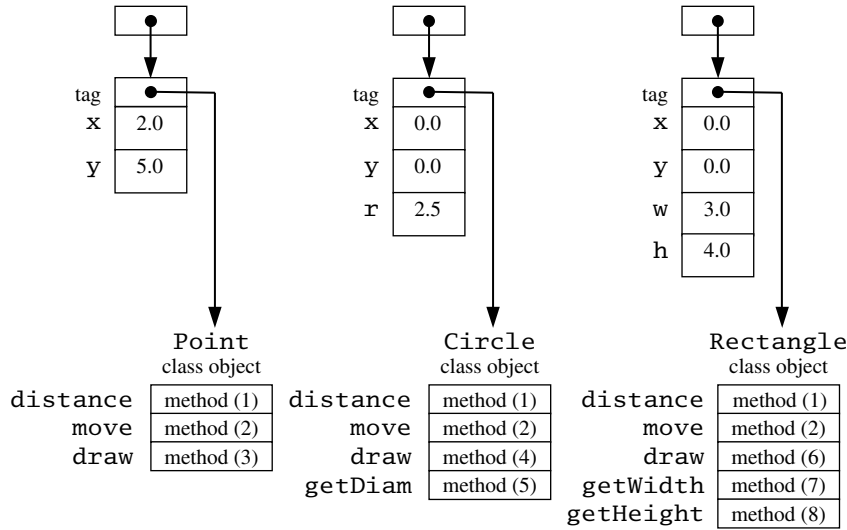 tag tag tag
x 2.0 x 0.0 x 0.0
y 5.0 y 0.0 y 0.0
r 2.5 w 3.0
h 4.0
Point Circle Rectangle
class object class object class object
distance method (1) distance method (1) distance method (1)
move method (2) move method (2) move method (2)
draw method (3) draw method (4) draw method (6)
getDiam method (5) getWidth method (7)
getHeight method (8)